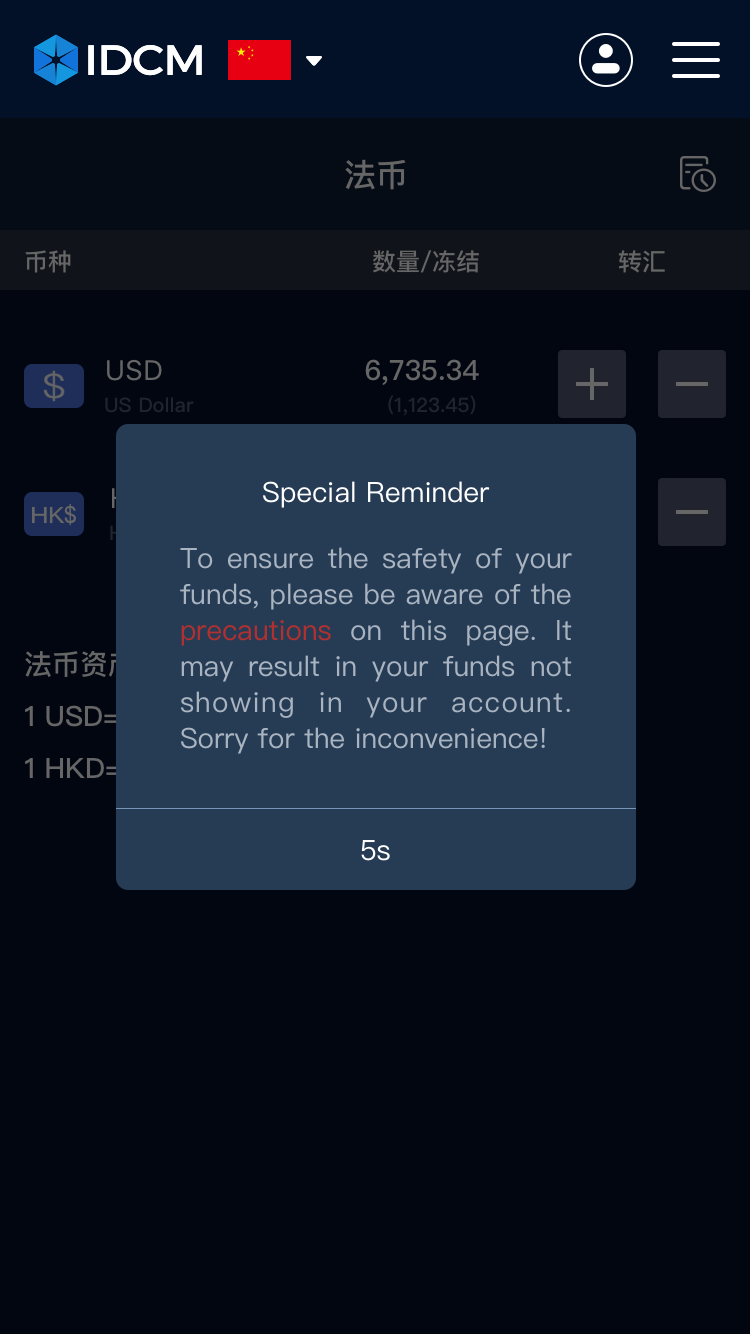 IDCM
法币
币种 数量/冻结 转汇
$ USD 6,735.34
US Dollar (1,123.45)
HK$
Special Reminder
To ensure the safety of your
funds, please be aware of the
precautions on this page. It
may result in your funds not
showing in your account.
Sorry for the inconvenience!
5s
法币资
1 USD=
1 HKD=